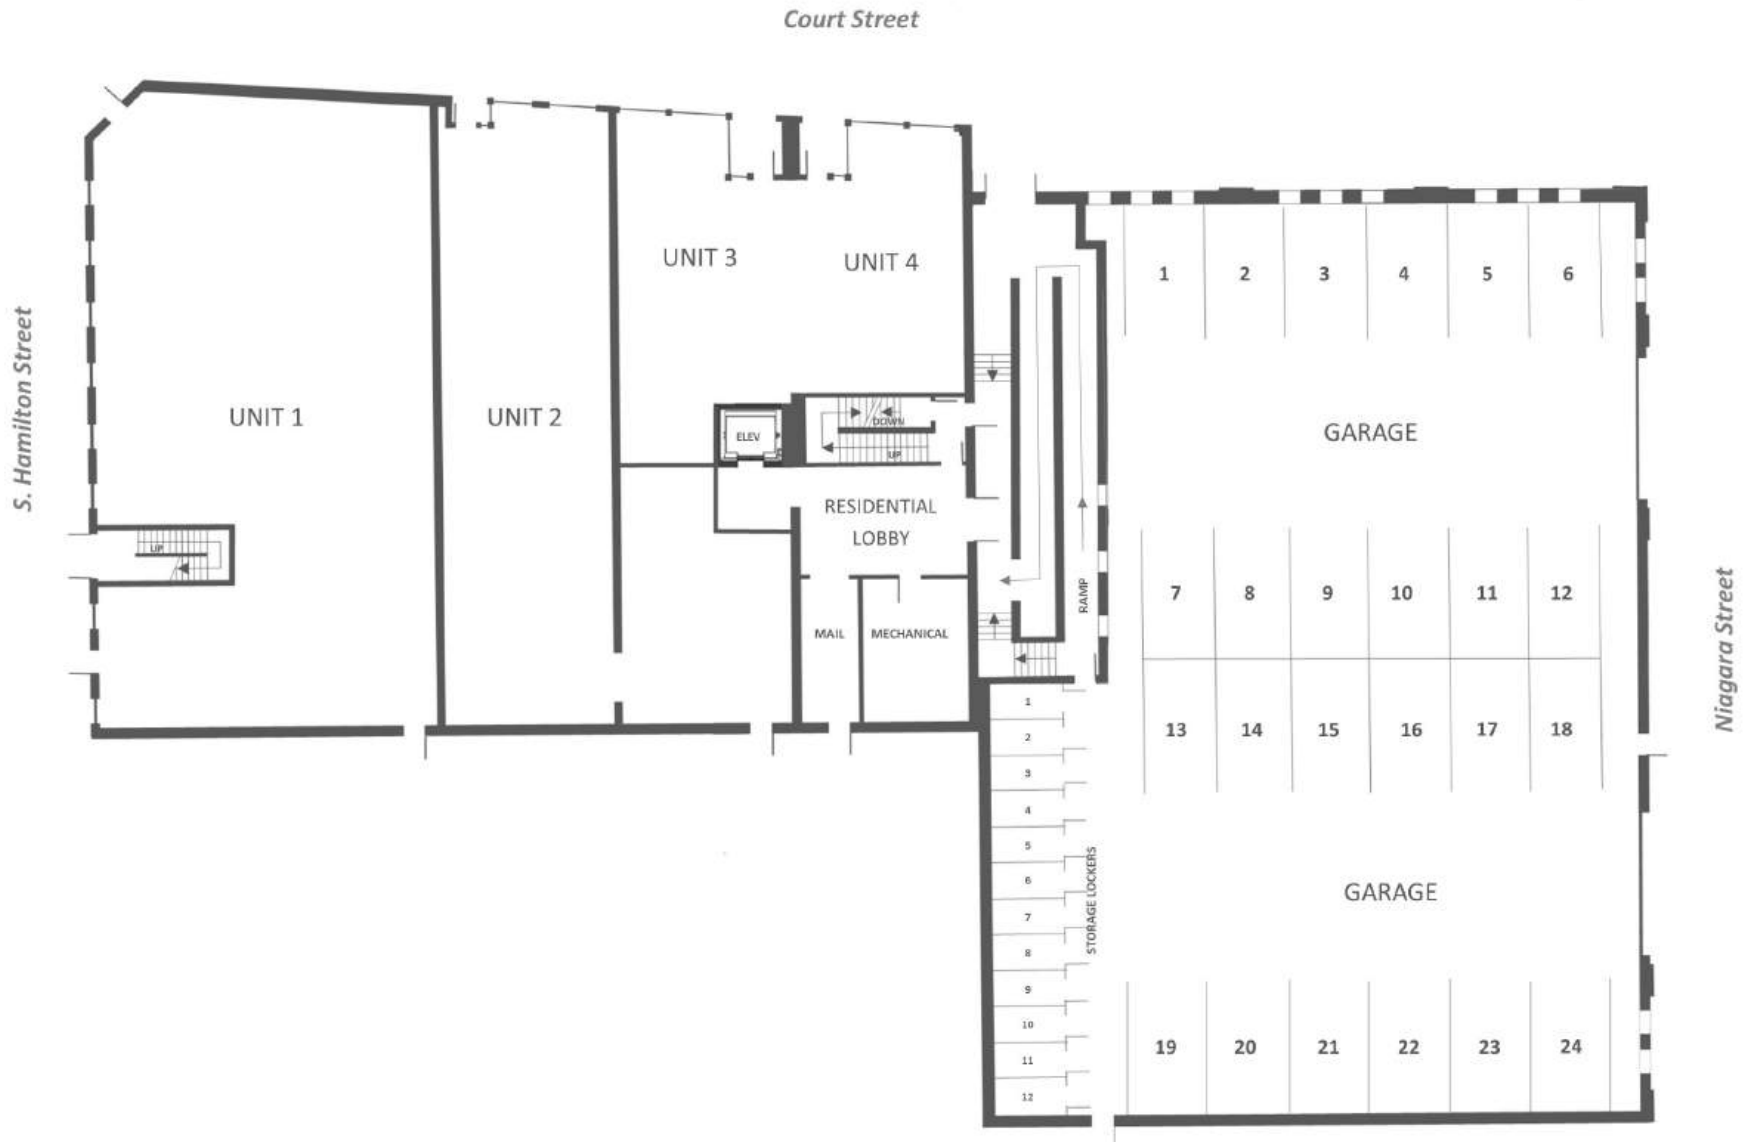 Court Street
S. Hamilton Street
UNIT 1
UP
UNIT 2
UNIT 3
UNIT 4
ELEV
DOWN
UP
RESIDENTIAL
LOBBY
MAIL
MECHANICAL
RAMP
1
2
3
4
5
6
GARAGE
7
8
9
10
11
12
13
14
15
16
17
18
GARAGE
19
20
21
22
23
24
STORAGE LOCKERS
1
2
3
4
5
6
7
8
9
10
11
12
Niagara Street